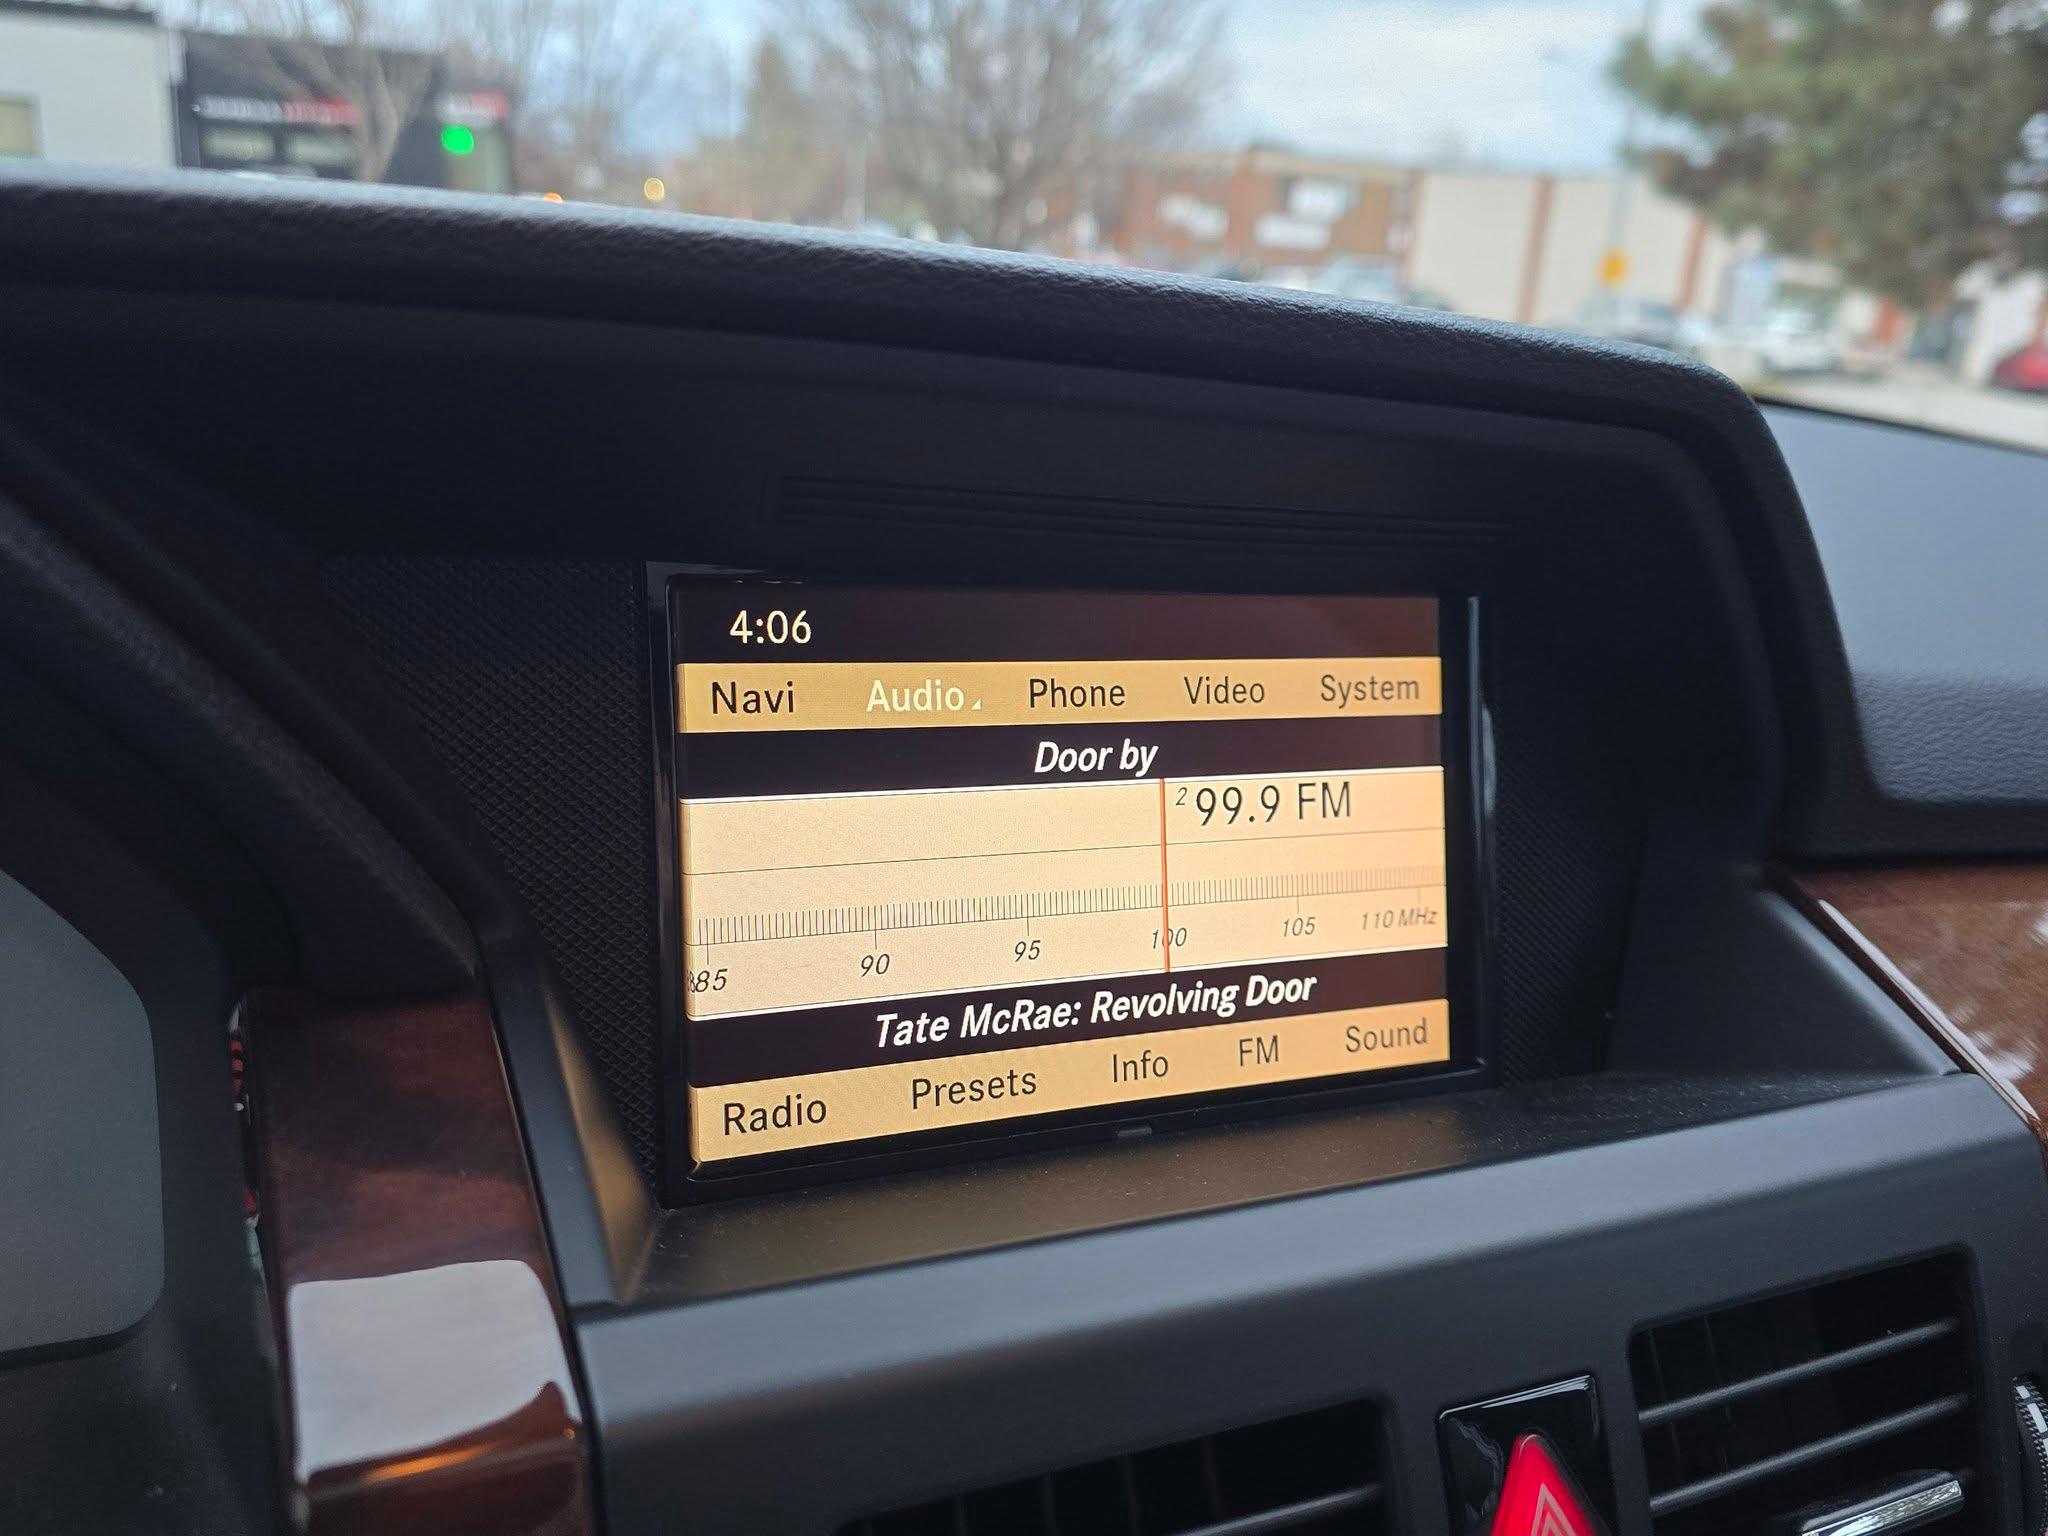 4:06
Navi Audio Phone Video System
Door by
2 99.9 FM
85 90 95 100 105 110 MHz
Tate McRae: Revolving Door
Radio Presets Info FM Sound